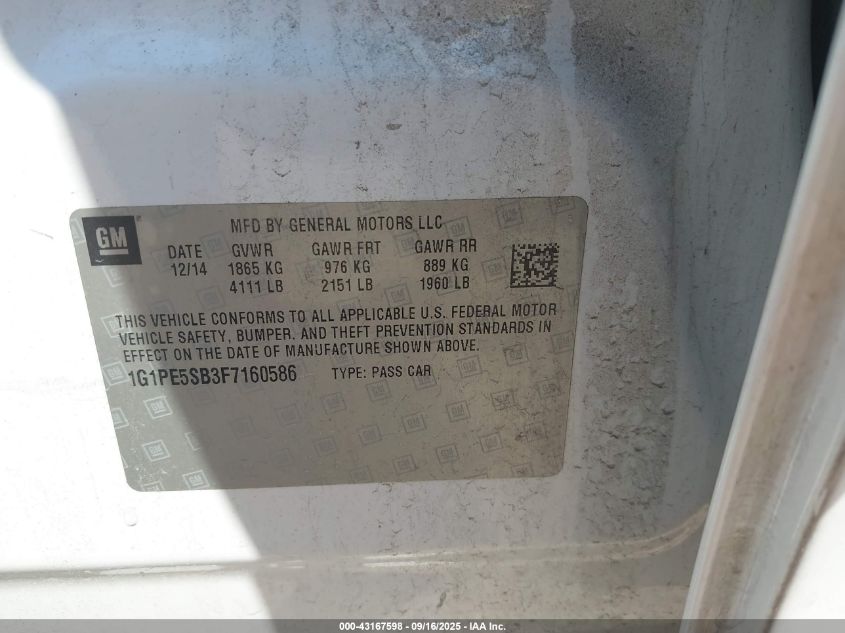 GM
MFD BY GENERAL MOTORS LLC
DATE GVWR GAWR FRT GAWR RR
12/14 1865 KG 976 KG 889 KG
4111 LB 2151 LB 1960 LB
THIS VEHICLE CONFORMS TO ALL APPLICABLE U.S. FEDERAL MOTOR
VEHICLE SAFETY, BUMPER, AND THEFT PREVENTION STANDARDS IN
EFFECT ON THE DATE OF MANUFACTURE SHOWN ABOVE.
1G1PE5SB3F7160586 TYPE: PASS CAR
000-43167598 - 09/16/2025 - IAA Inc.